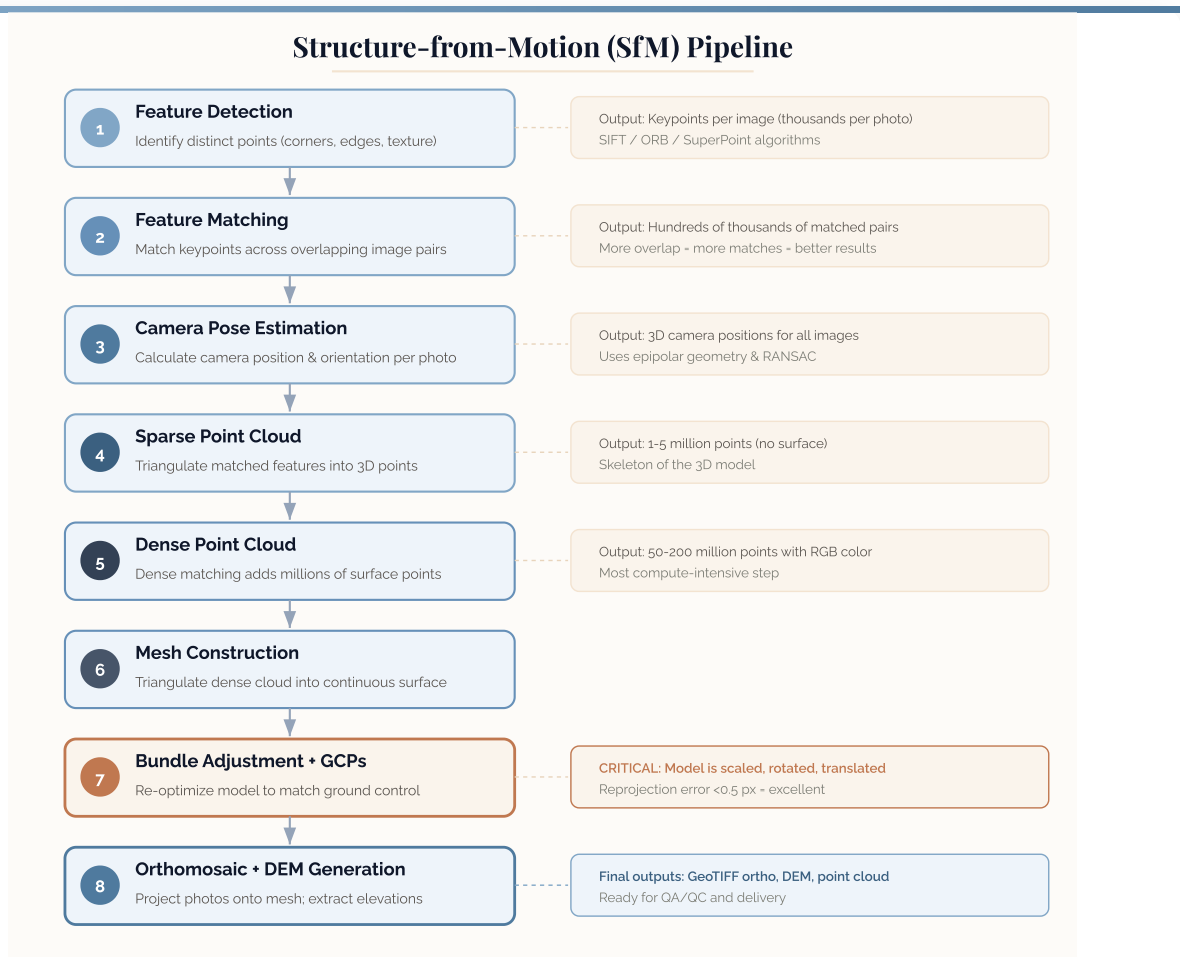 Structure-from-Motion (SfM) Pipeline
1
Feature Detection
Identify distinct points (corners, edges, texture)
Output: Keypoints per image (thousands per photo)
SIFT / ORB / SuperPoint algorithms
2
Feature Matching
Match keypoints across overlapping image pairs
Output: Hundreds of thousands of matched pairs
More overlap = more matches = better results
3
Camera Pose Estimation
Calculate camera position & orientation per photo
Output: 3D camera positions for all images
Uses epipolar geometry & RANSAC
4
Sparse Point Cloud
Triangulate matched features into 3D points
Output: 1-5 million points (no surface)
Skeleton of the 3D model
5
Dense Point Cloud
Dense matching adds millions of surface points
Output: 50-200 million points with RGB color
Most compute-intensive step
6
Mesh Construction
Triangulate dense cloud into continuous surface
7
Bundle Adjustment + GCPs
Re-optimize model to match ground control
CRITICAL: Model is scaled, rotated, translated
Reprojection error <0.5 px = excellent
8
Orthomosaic + DEM Generation
Project photos onto mesh; extract elevations
Final outputs: GeoTIFF ortho, DEM, point cloud
Ready for QA/QC and delivery